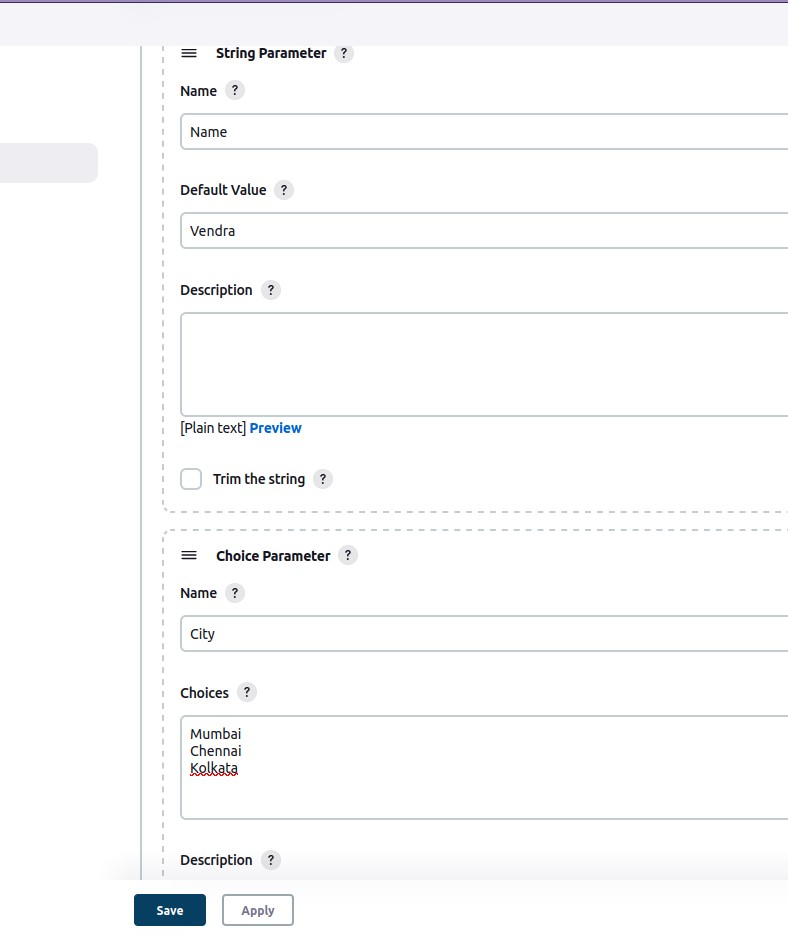 String Parameter ?
Name ?
Name
Default Value ?
Vendra
Description ?
[Plain text] Preview
Trim the string ?
Choice Parameter ?
Name ?
City
Choices ?
Mumbai
Chennai
Kolkata
Description ?
Save Apply